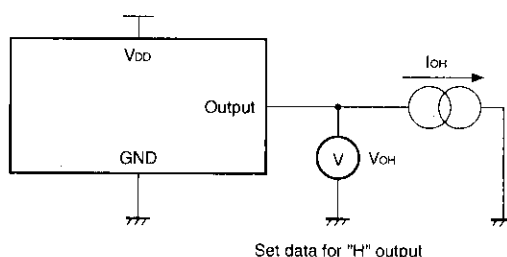 VDD
IOH
Output
GND
V
VOH
Set data for "H" output